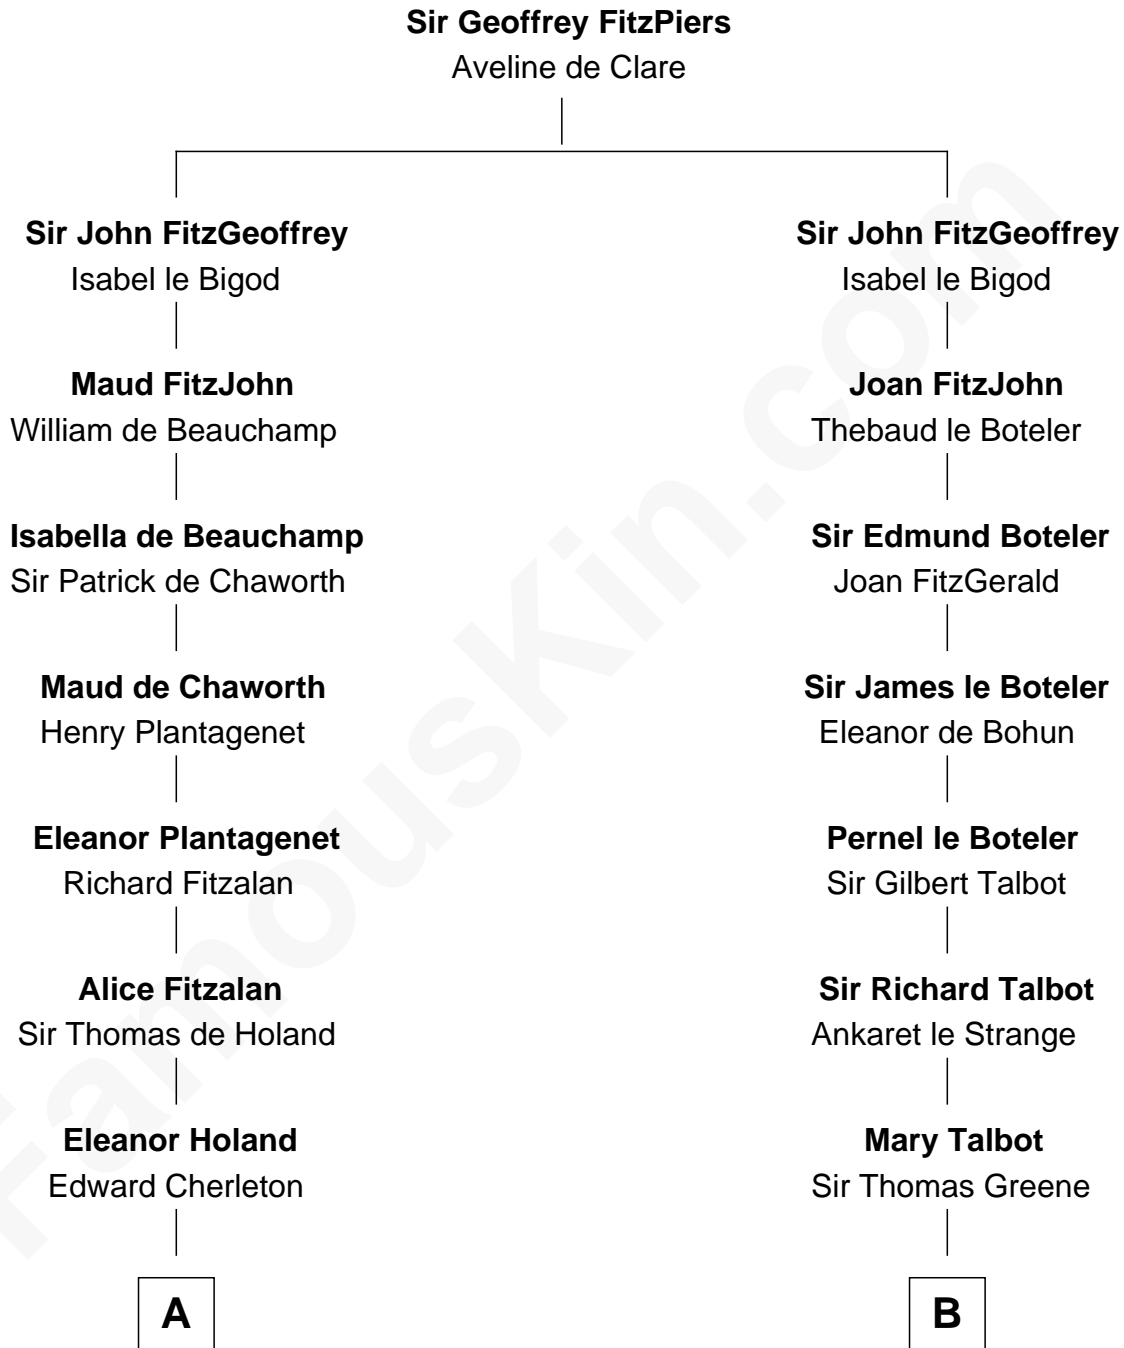 Sir Geoffrey FitzPiers
Aveline de Clare
Sir John FitzGeoffrey
Isabel le Bigod
Maud FitzJohn
William de Beauchamp
Isabella de Beauchamp
Sir Patrick de Chaworth
Maud de Chaworth
Henry Plantagenet
Eleanor Plantagenet
Richard Fitzalan
Alice Fitzalan
Sir Thomas de Holand
Eleanor Holand
Edward Cherleton
A
Sir John FitzGeoffrey
Isabel le Bigod
Joan FitzJohn
Thebaud le Boteler
Sir Edmund Boteler
Joan FitzGerald
Sir James le Boteler
Eleanor de Bohun
Pernel le Boteler
Sir Gilbert Talbot
Sir Richard Talbot
Ankaret le Strange
Mary Talbot
Sir Thomas Greene
B
FamousKin.com